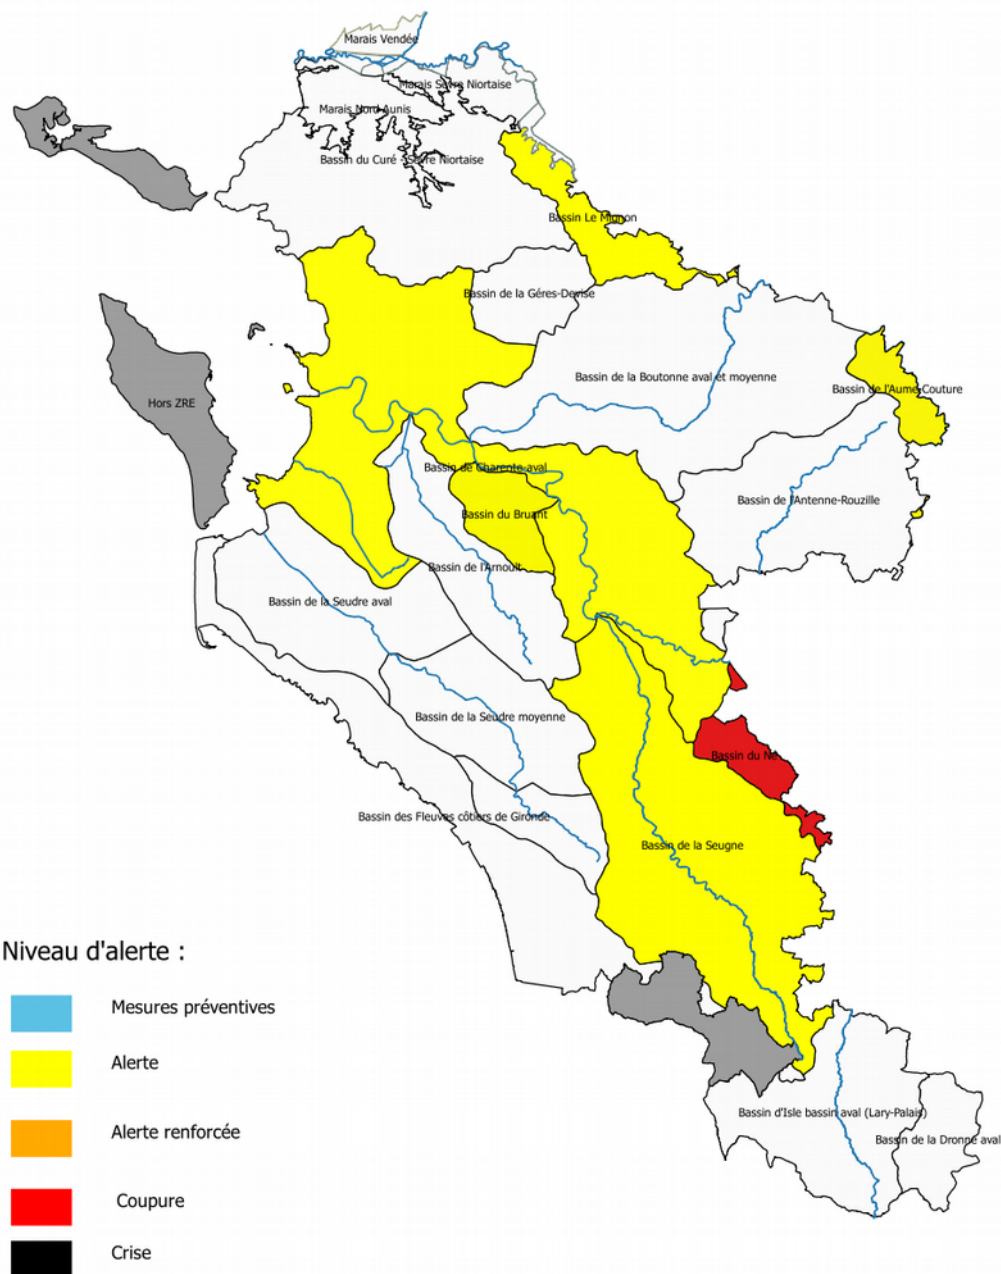 Marais Vendée
Marais Sèvre Niortaise
Marais Nord Aunis
Bassin du Curé - Sèvre Niortaise
Bassin Le Mignon
Bassin de la Géres-Devise
Bassin de la Boutonne aval et moyenne
Bassin de l'Aume-Couture
Hors ZRE
Bassin de Charente aval
Bassin de l'Antenne-Rouzille
Bassin du Bruant
Bassin de l'Arnoult
Bassin de la Seudre aval
Bassin de la Seudre moyenne
Bassin du Né
Bassin des Fleuves côtiers de Gironde
Bassin de la Seugne
Niveau d'alerte :
Mesures préventives
Alerte
Alerte renforcée
Coupure
Crise
Bassin d'Isle bassin aval (Lary-Palais)
Bassin de la Dronne aval